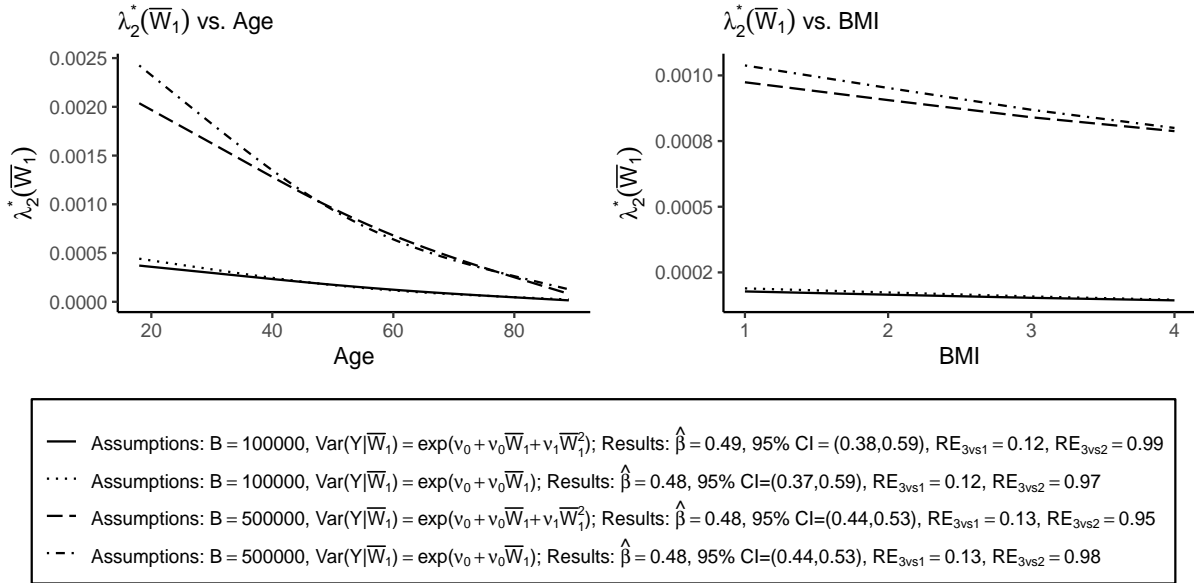 λ₂*(W̅₁) vs. Age
λ₂*(W̅₁)
0.0025
0.0020
0.0015
0.0010
0.0005
0.0000
20 40 60 80
Age
λ₂*(W̅₁) vs. BMI
λ₂*(W̅₁)
0.0010
0.0008
0.0005
0.0002
1 2 3 4
BMI
Assumptions: B = 100000, Var(Y|W̅₁) = exp(ν₀ + ν₀W̅₁ + ν₁W̅₁²); Results: β̂ = 0.49, 95% CI = (0.38,0.59), RE₃ᵥₛ₁ = 0.12, RE₃ᵥₛ₂ = 0.99
Assumptions: B = 100000, Var(Y|W̅₁) = exp(ν₀ + ν₀W̅₁); Results: β̂ = 0.48, 95% CI=(0.37,0.59), RE₃ᵥₛ₁ = 0.12, RE₃ᵥₛ₂ = 0.97
Assumptions: B = 500000, Var(Y|W̅₁) = exp(ν₀ + ν₀W̅₁ + ν₁W̅₁²); Results: β̂ = 0.48, 95% CI=(0.44,0.53), RE₃ᵥₛ₁ = 0.13, RE₃ᵥₛ₂ = 0.95
Assumptions: B = 500000, Var(Y|W̅₁) = exp(ν₀ + ν₀W̅₁); Results: β̂ = 0.48, 95% CI=(0.44,0.53), RE₃ᵥₛ₁ = 0.13, RE₃ᵥₛ₂ = 0.98